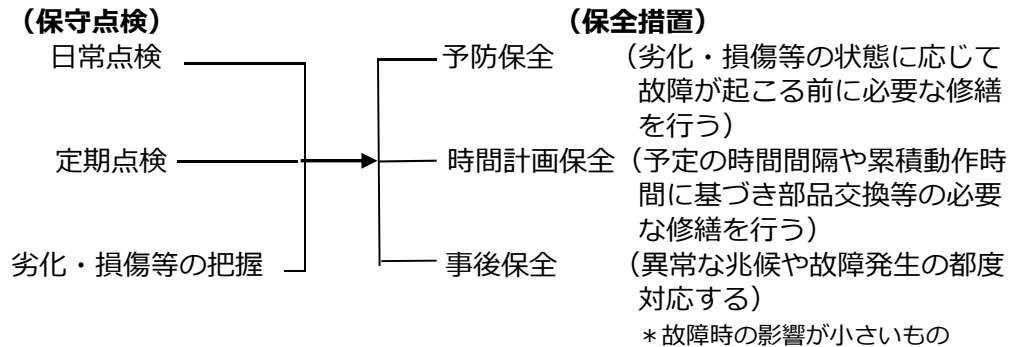 （保守点検）
（保全措置）
日常点検
予防保全
（劣化・損傷等の状態に応じて
故障が起こる前に必要な修繕
を行う）
定期点検
時間計画保全
（予定の時間間隔や累積動作時
間に基づき部品交換等の必要
な修繕を行う）
劣化・損傷等の把握
事後保全
（異常な兆候や故障発生の都度
対応する）
＊故障時の影響が小さいもの